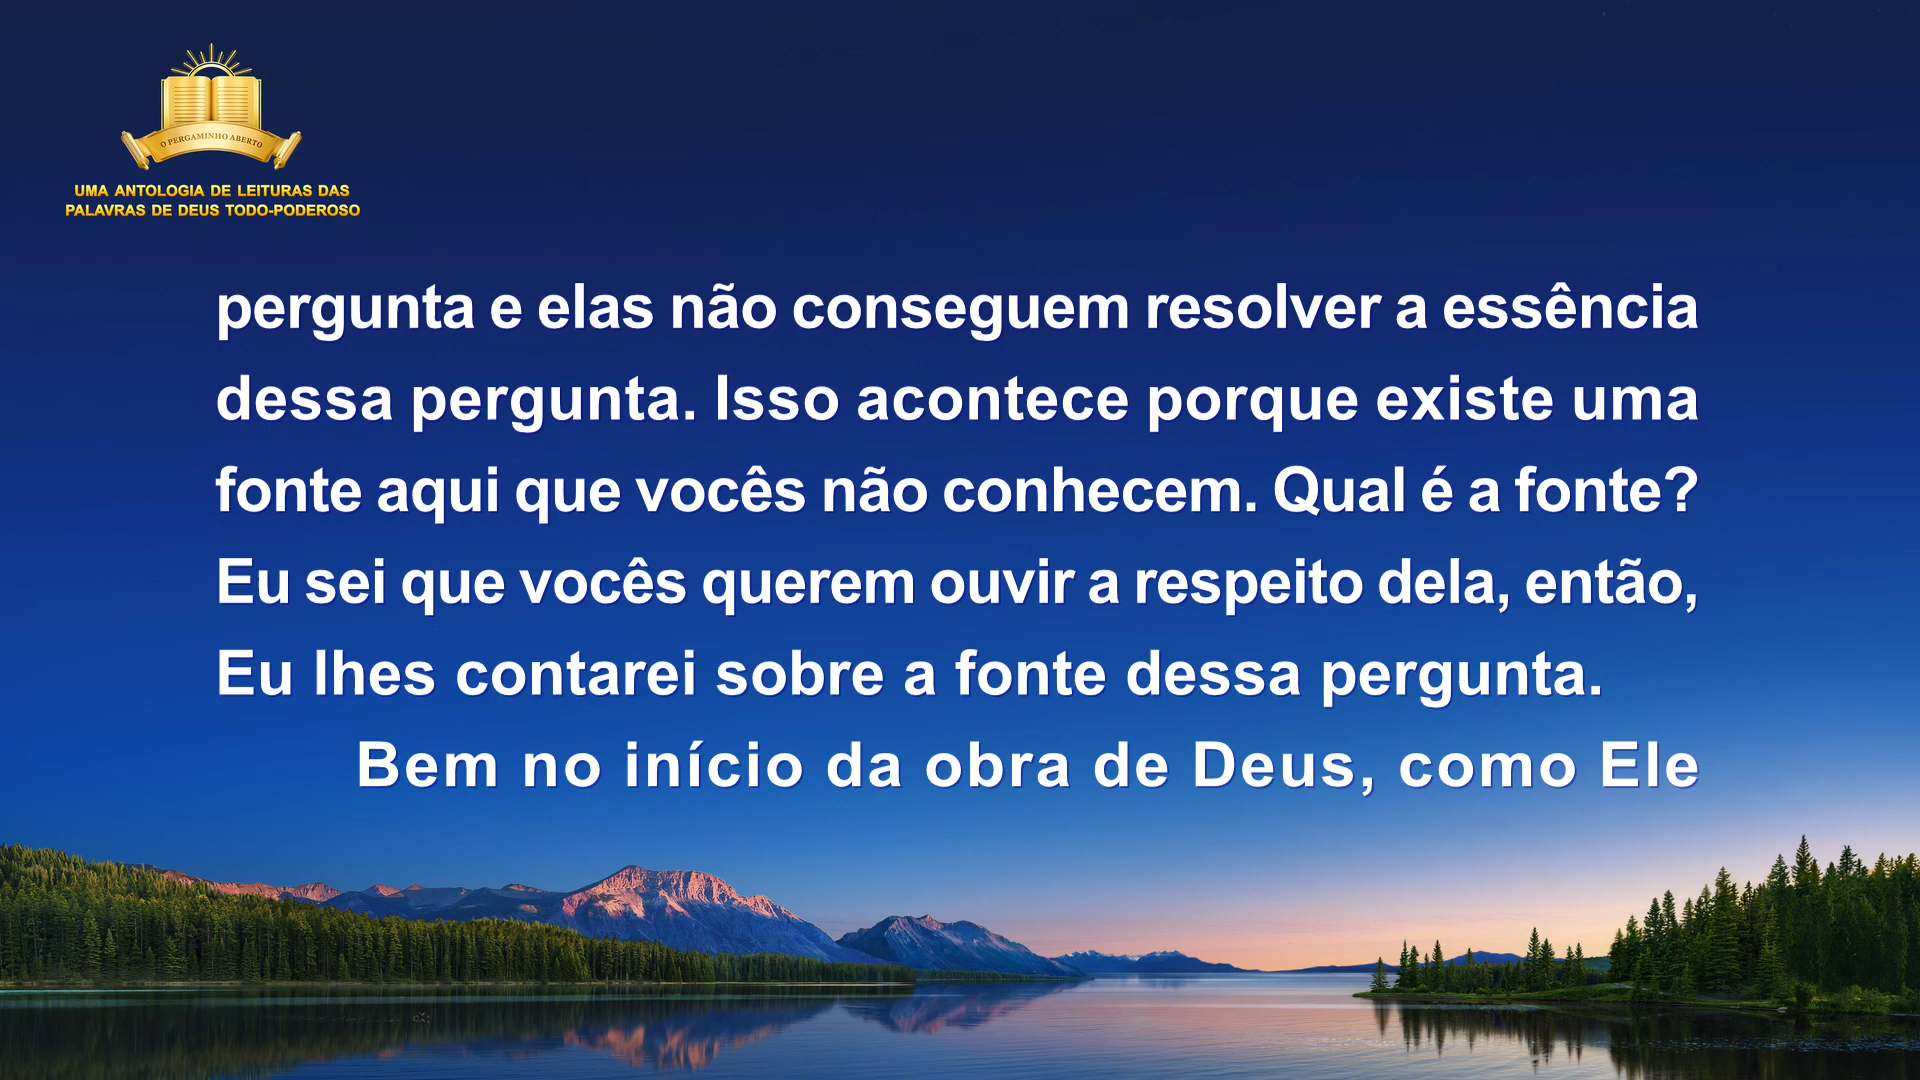 O PERGAMINHO ABERTO
UMA ANTOLOGIA DE LEITURAS DAS
PALAVRAS DE DEUS TODO-PODEROSO
pergunta e elas não conseguem resolver a essência
dessa pergunta. Isso acontece porque existe uma
fonte aqui que vocês não conhecem. Qual é a fonte?
Eu sei que vocês querem ouvir a respeito dela, então,
Eu lhes contarei sobre a fonte dessa pergunta.
Bem no início da obra de Deus, como Ele